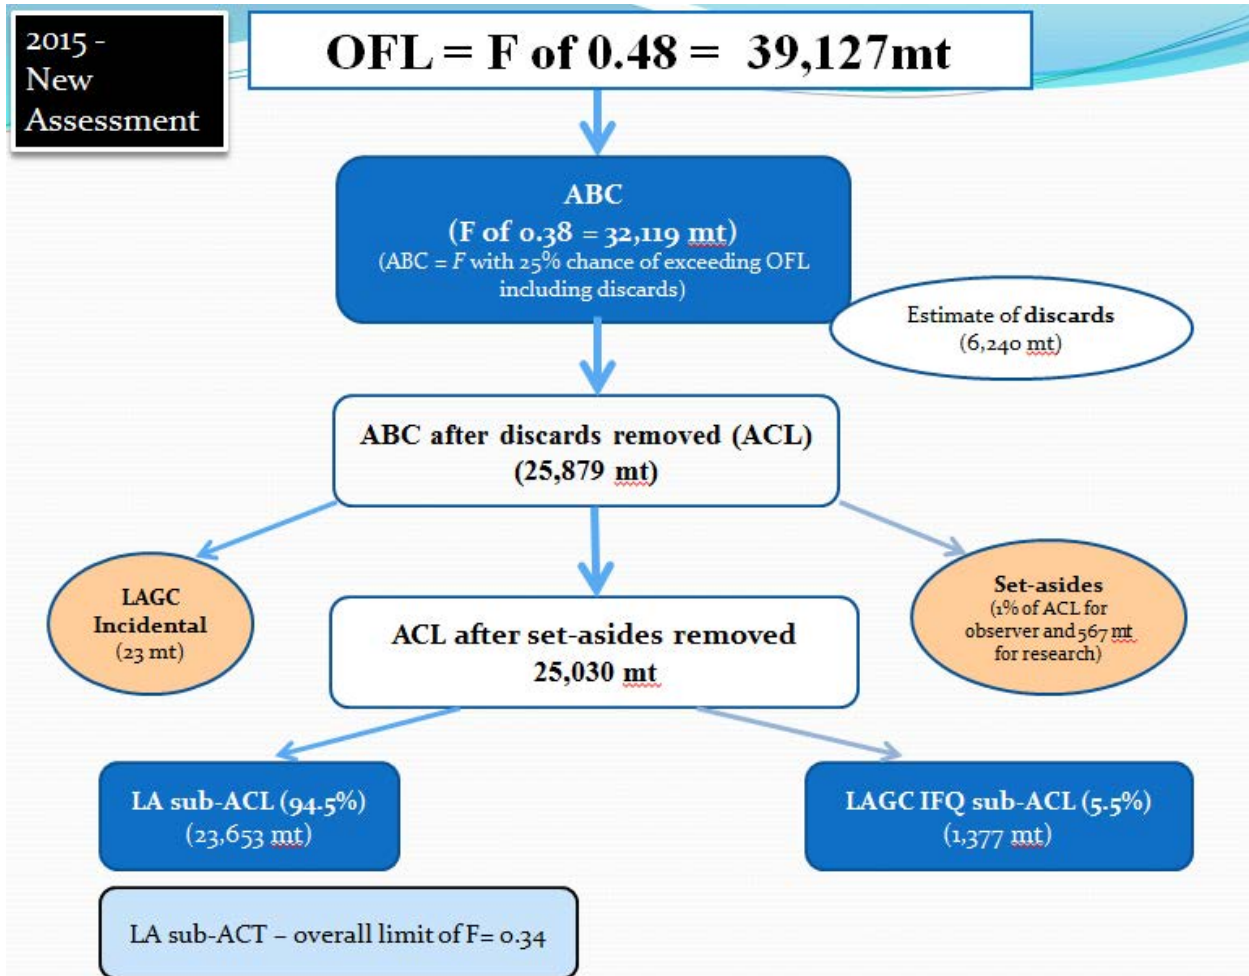 2015 -
New
Assessment
OFL = F of 0.48 = 39,127mt
ABC
(F of 0.38 = 32,119 mt)
(ABC = F with 25% chance of exceeding OFL
including discards)
Estimate of discards
(6,240 mt)
ABC after discards removed (ACL)
(25,879 mt)
LAGC
Incidental
(23 mt)
ACL after set-asides removed
25,030 mt
Set-asides
(1% of ACL for
observer and 567 mt
for research)
LA sub-ACL (94.5%)
(23,653 mt)
LAGC IFQ sub-ACL (5.5%)
(1,377 mt)
LA sub-ACT – overall limit of F= 0.34